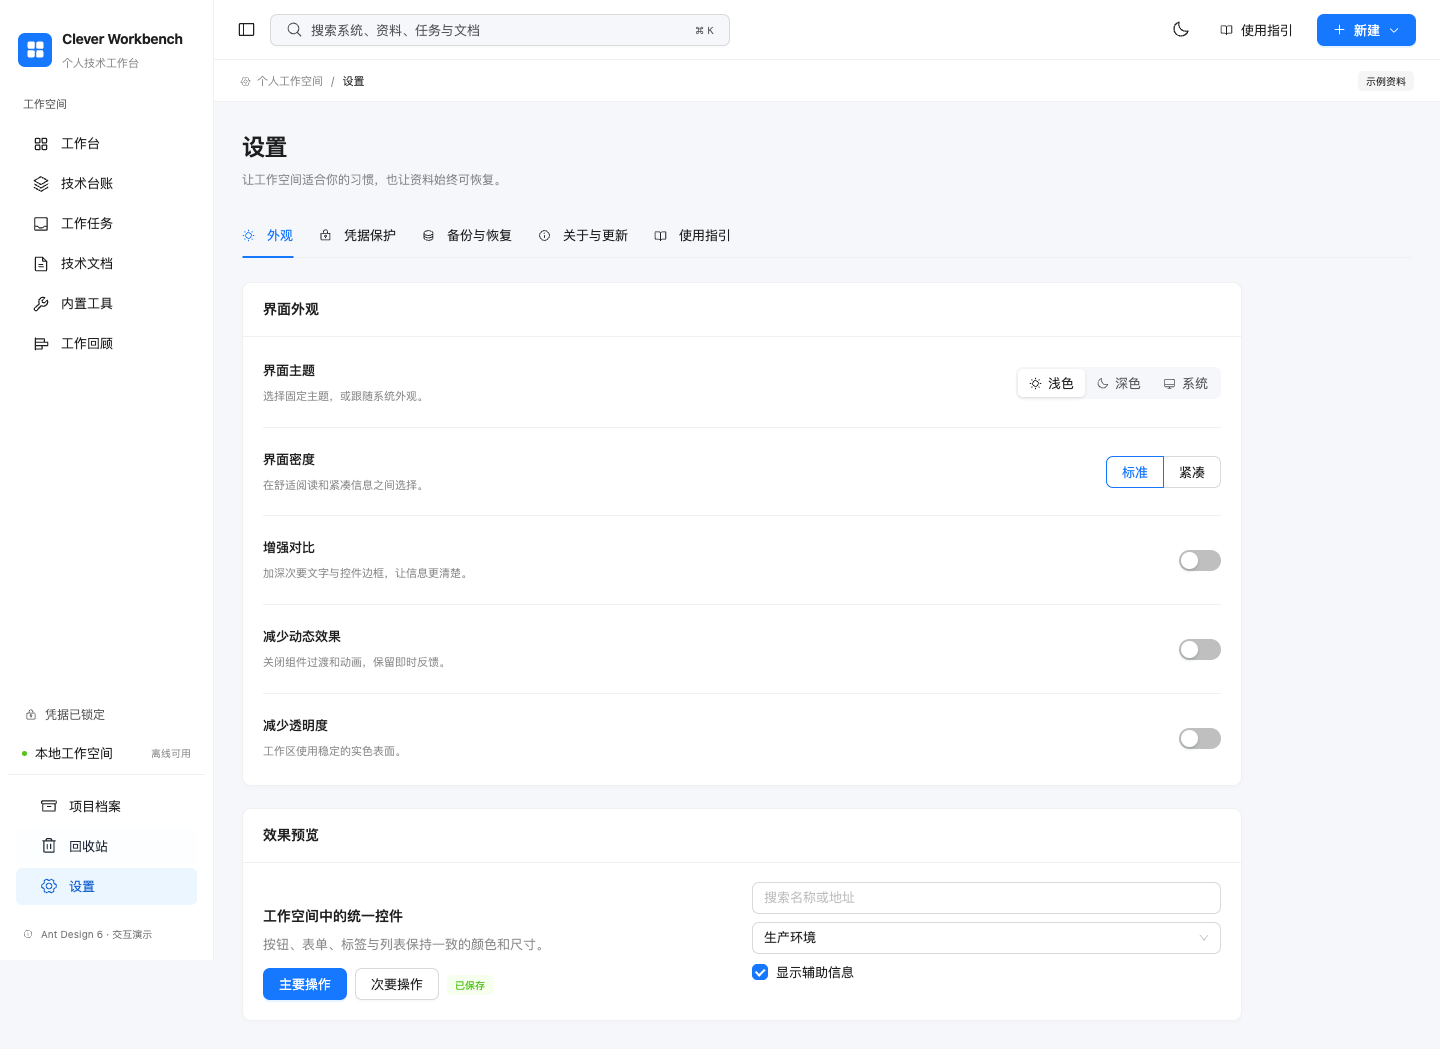 Clever Workbench
个人技术工作台
工作空间
工作台
技术台账
工作任务
技术文档
内置工具
工作回顾
凭据已锁定
本地工作空间 离线可用
项目档案
回收站
设置
Ant Design 6 · 交互演示
搜索系统、资料、任务与文档 ⌘ K
使用指引
新建
个人工作空间 / 设置
示例资料
设置
让工作空间适合你的习惯，也让资料始终可恢复。
外观 凭据保护 备份与恢复 关于与更新 使用指引
界面外观
界面主题
选择固定主题，或跟随系统外观。
浅色 深色 系统
界面密度
在舒适阅读和紧凑信息之间选择。
标准 紧凑
增强对比
加深次要文字与控件边框，让信息更清楚。
减少动态效果
关闭组件过渡和动画，保留即时反馈。
减少透明度
工作区使用稳定的实色表面。
效果预览
工作空间中的统一控件
按钮、表单、标签与列表保持一致的颜色和尺寸。
主要操作 次要操作 已保存
搜索名称或地址
生产环境
显示辅助信息